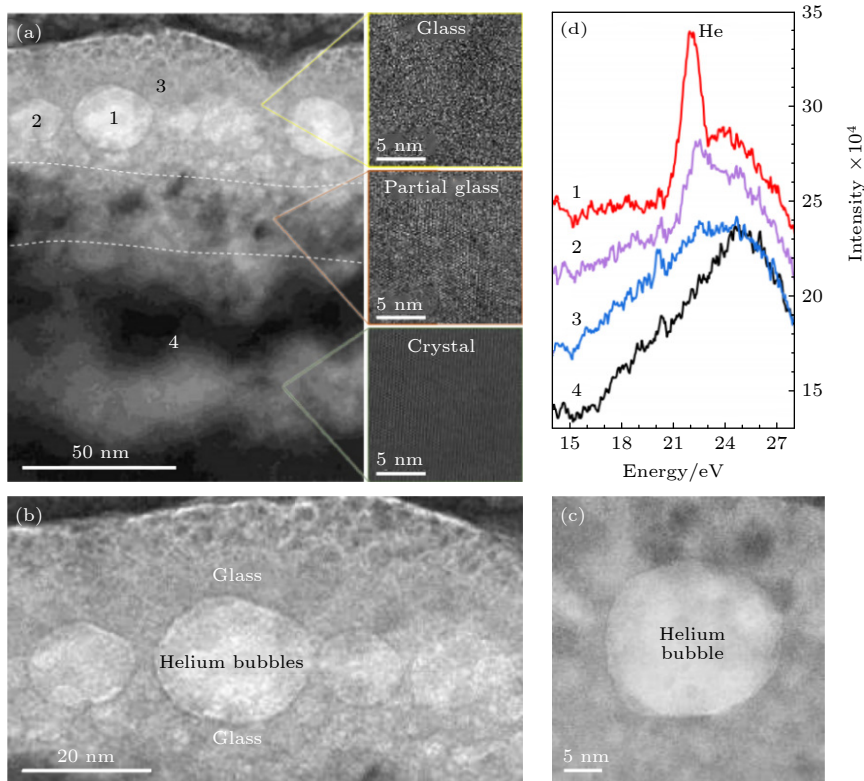 (a)
3
2
1
4
50 nm
Glass
5 nm
Partial glass
5 nm
Crystal
5 nm
(d)
He
1
2
3
4
35
30
25
20
15
Intensity ×10⁴
15 18 21 24 27
Energy/eV
(b)
Glass
Helium bubbles
Glass
20 nm
(c)
Helium
bubble
5 nm